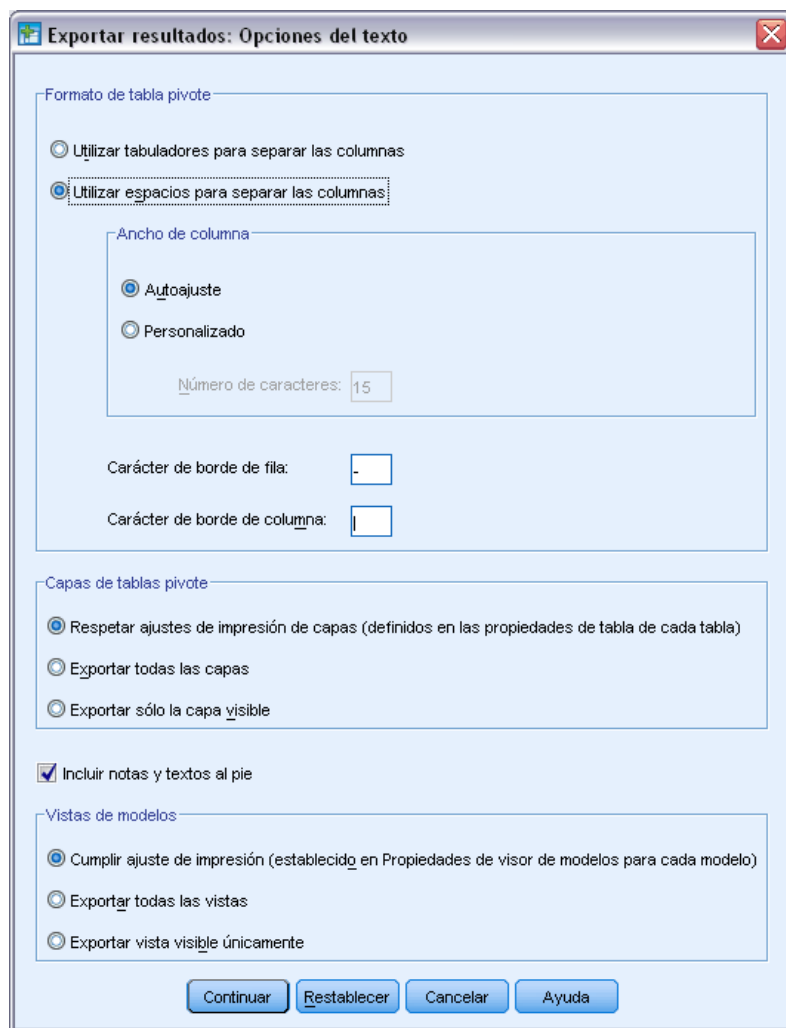 Exportar resultados: Opciones del texto
Formato de tabla pivote
Utilizar tabuladores para separar las columnas
Utilizar espacios para separar las columnas
Ancho de columna
Autoajuste
Personalizado
Número de caracteres: 15
Carácter de borde de fila: -
Carácter de borde de columna: |
Capas de tablas pivote
Respetar ajustes de impresión de capas (definidos en las propiedades de tabla de cada tabla)
Exportar todas las capas
Exportar sólo la capa visible
Incluir notas y textos al pie
Vistas de modelos
Cumplir ajuste de impresión (establecido en Propiedades de visor de modelos para cada modelo)
Exportar todas las vistas
Exportar vista visible únicamente
Continuar Restablecer Cancelar Ayuda